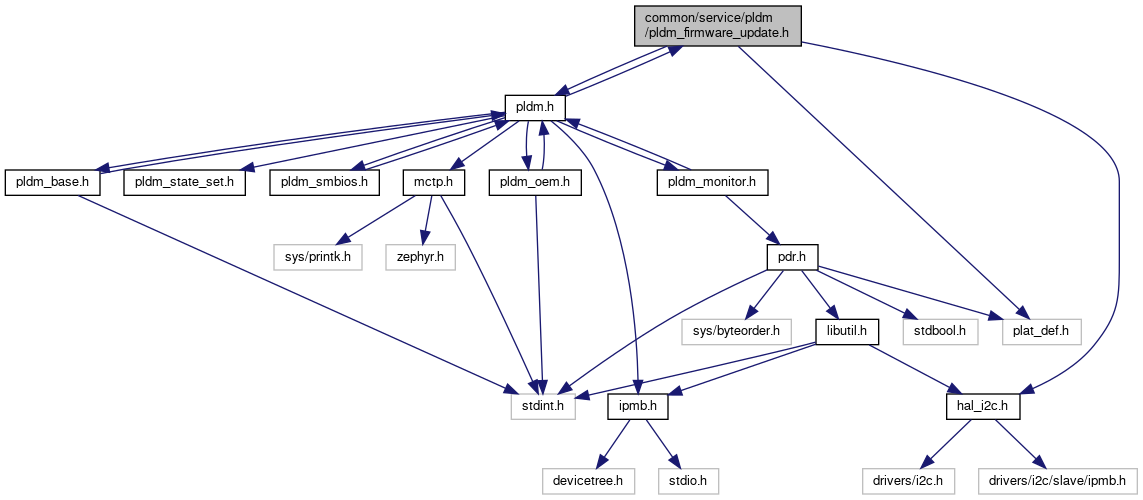 common/service/pldm
/pldm_firmware_update.h
pldm.h
pldm_base.h
pldm_state_set.h
pldm_smbios.h
mctp.h
pldm_oem.h
pldm_monitor.h
sys/printk.h
zephyr.h
pdr.h
sys/byteorder.h
libutil.h
stdbool.h
plat_def.h
stdint.h
ipmb.h
hal_i2c.h
devicetree.h
stdio.h
drivers/i2c.h
drivers/i2c/slave/ipmb.h